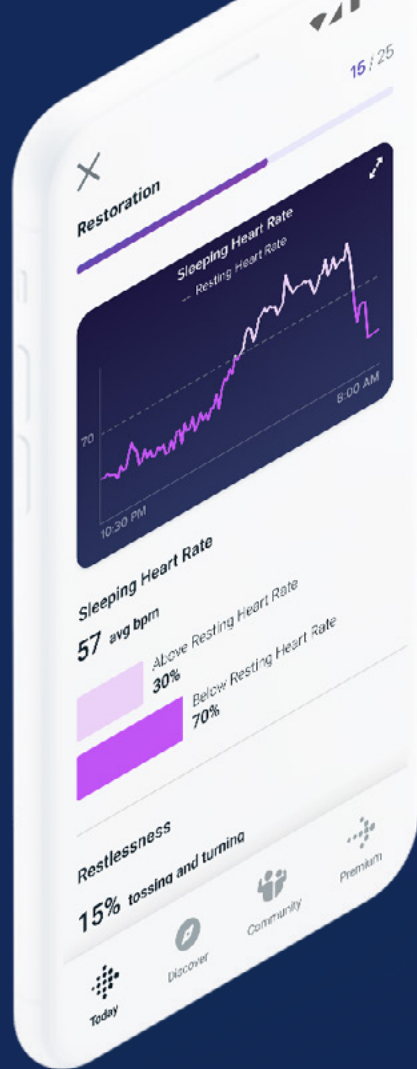 15 / 25
Restoration
Sleeping Heart Rate
--- Resting Heart Rate
70
10:30 PM
8:00 AM
Sleeping Heart Rate
57 avg bpm
Above Resting Heart Rate
30%
Below Resting Heart Rate
70%
Restlessness
15% tossing and turning
Today
Discover
Community
Premium